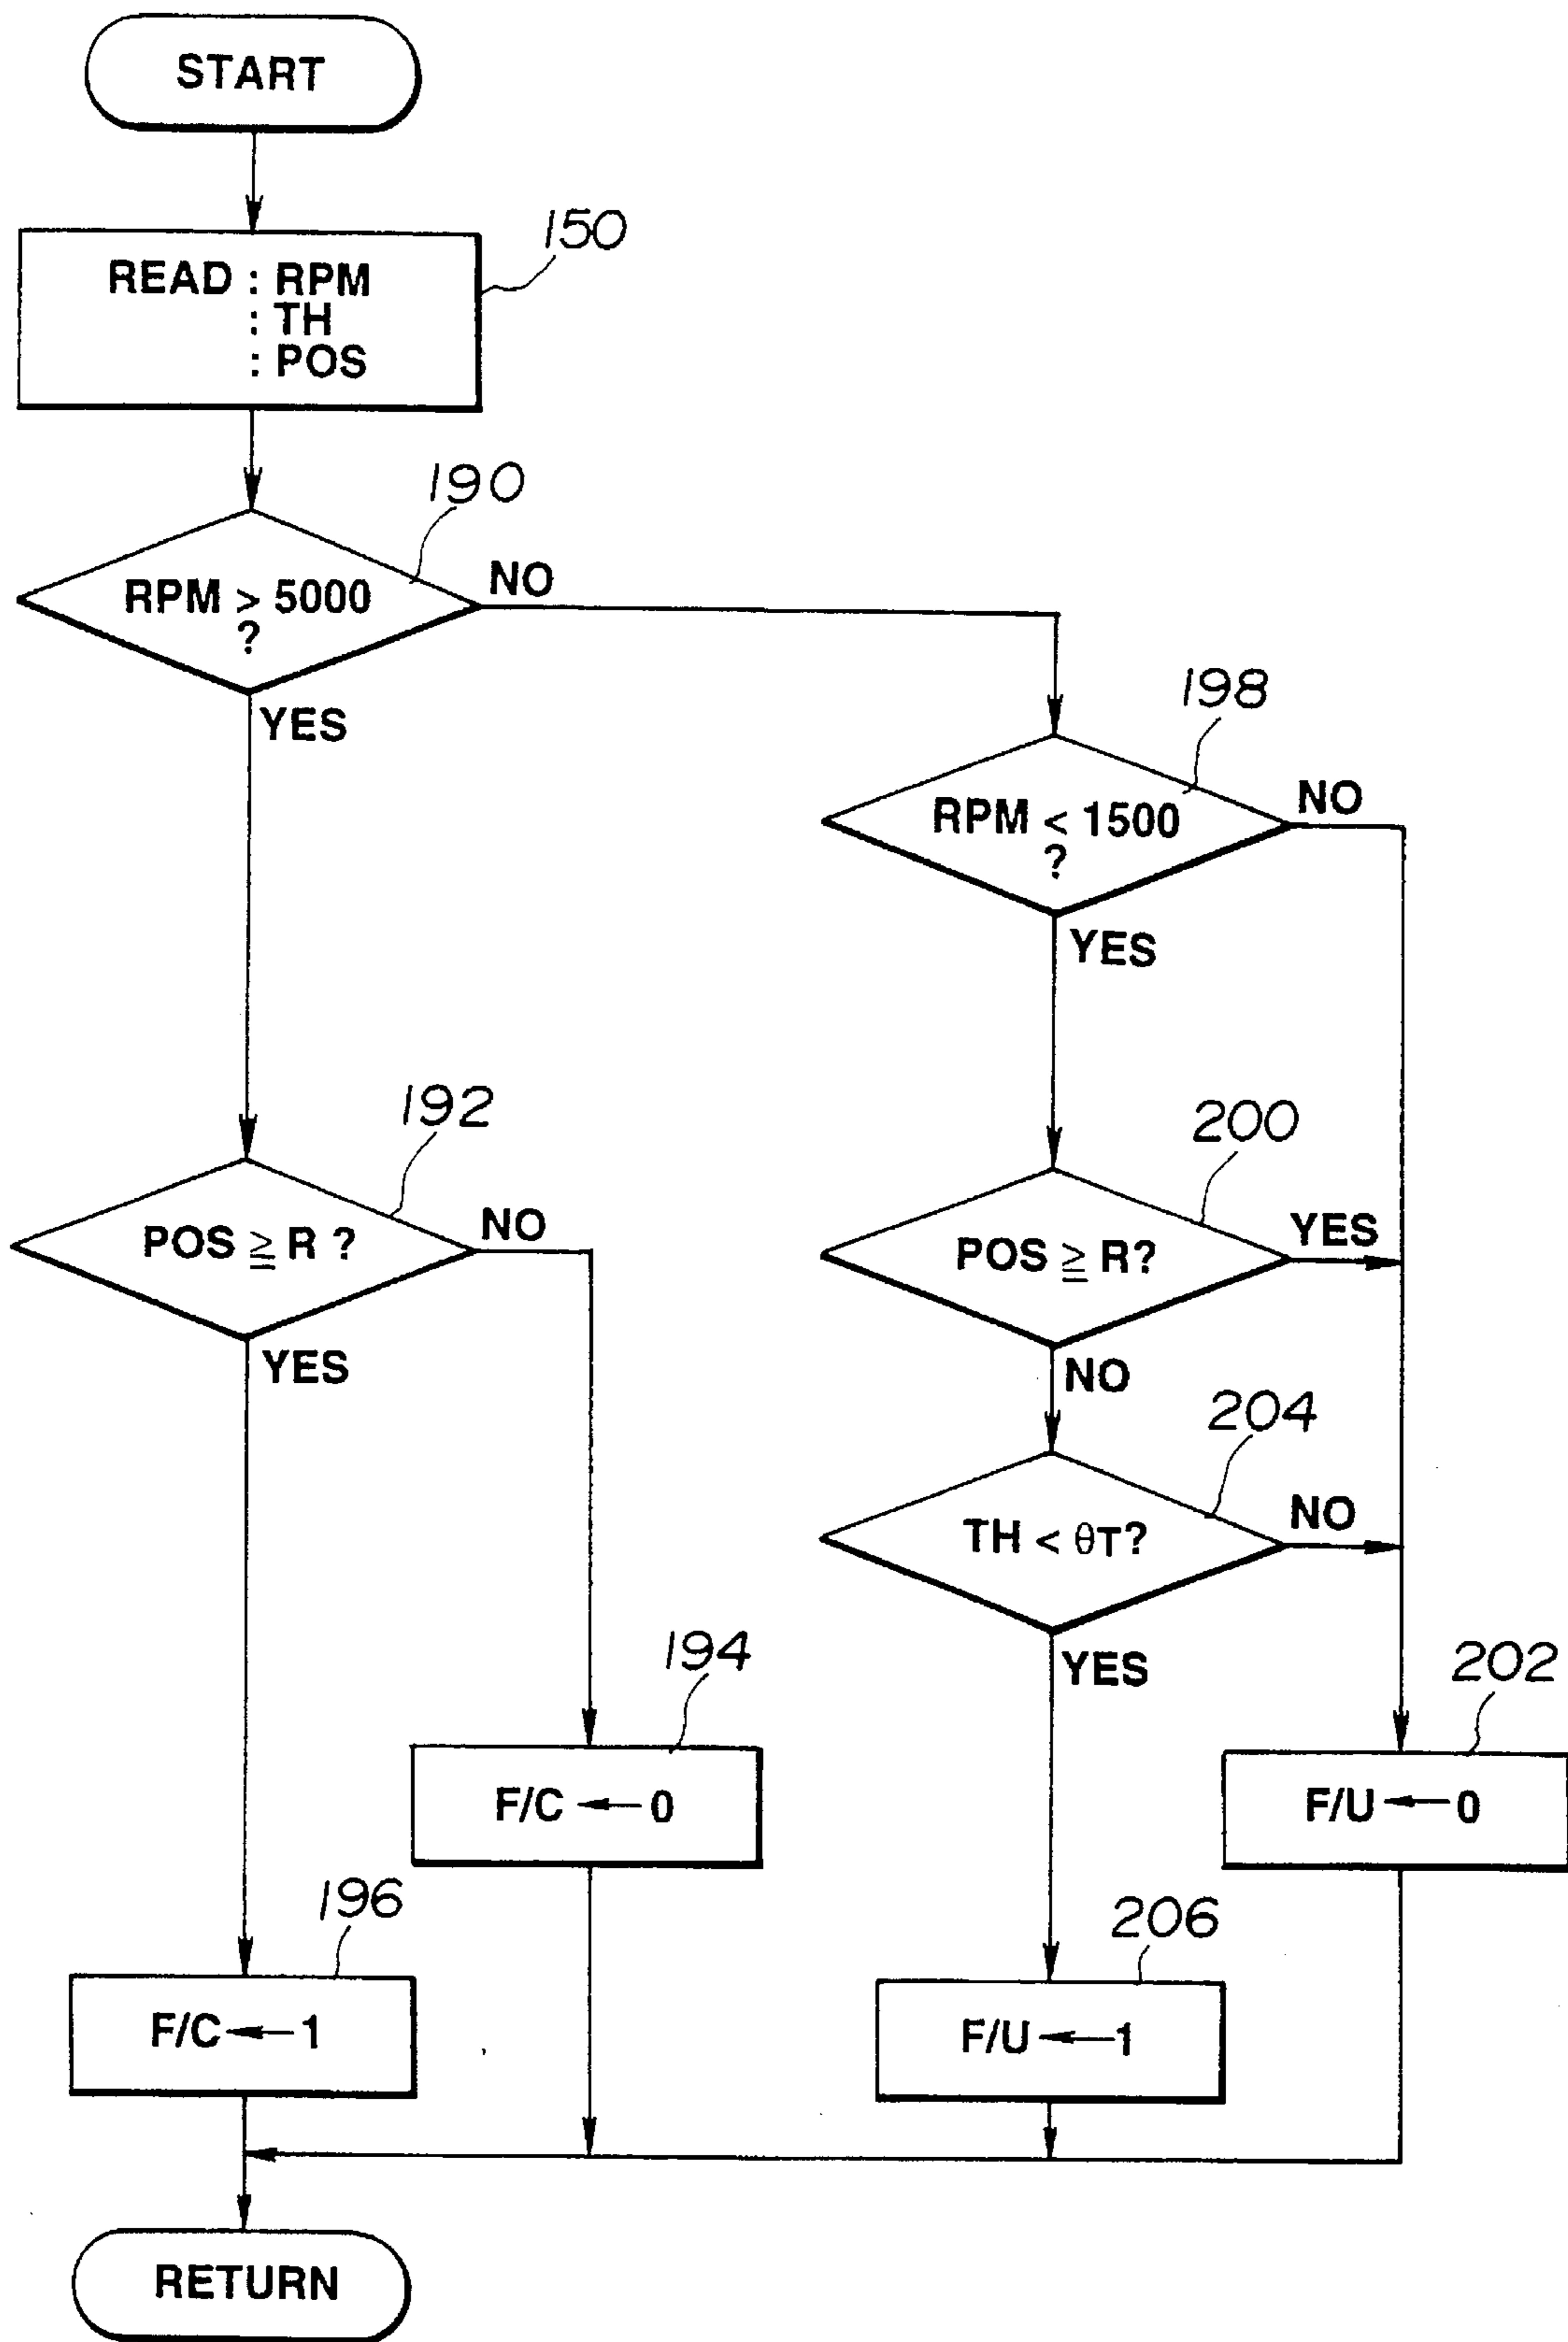 START
150
READ : RPM
: TH
: POS
190
RPM > 5000
?
NO
YES
198
RPM < 1500
?
NO
YES
192
POS ≧ R ?
NO
YES
200
POS ≧ R?
YES
NO
204
TH < θT?
NO
YES
194
F/C ← 0
202
F/U ← 0
196
F/C ← 1
206
F/U ← 1
RETURN